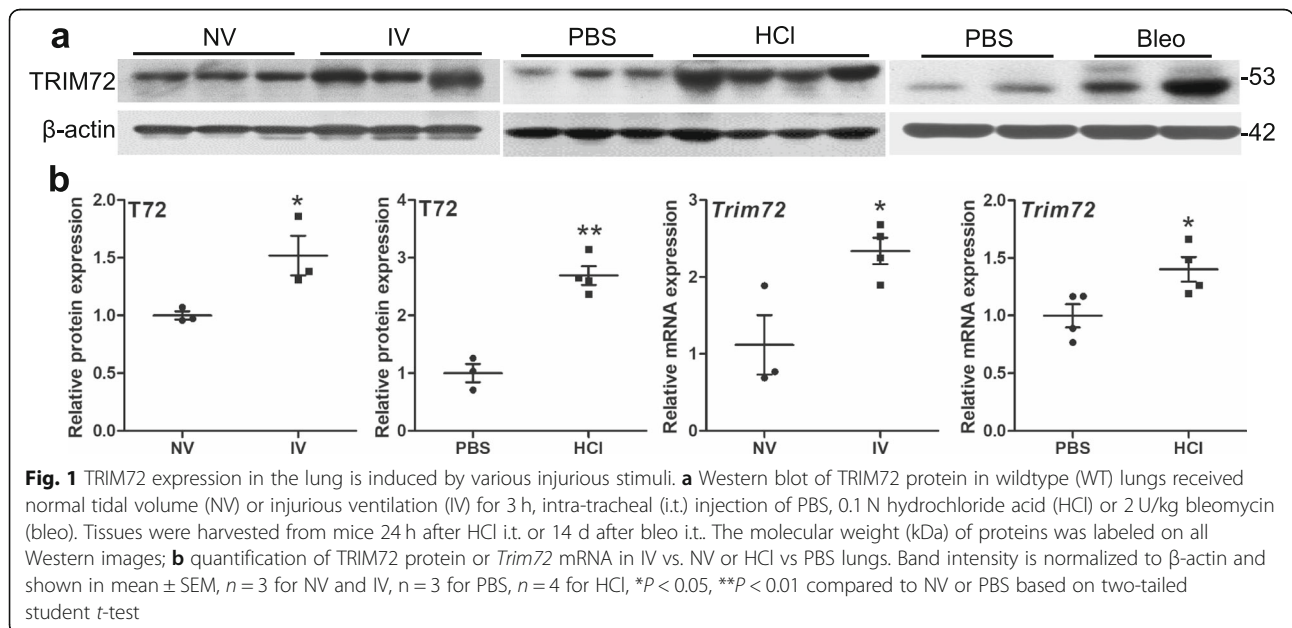 a
NV IV PBS HCl PBS Bleo
TRIM72 -53
β-actin -42
b
T72
Relative protein expression
2.0
1.5
1.0
0.5
0.0
*
NV IV
T72
Relative protein expression
4
3
2
1
0
**
PBS HCl
Trim72
Relative mRNA expression
3
2
1
0
*
NV IV
Trim72
Relative mRNA expression
2.0
1.5
1.0
0.5
0.0
*
PBS HCl
Fig. 1 TRIM72 expression in the lung is induced by various injurious stimuli. a Western blot of TRIM72 protein in wildtype (WT) lungs received
normal tidal volume (NV) or injurious ventilation (IV) for 3 h, intra-tracheal (i.t.) injection of PBS, 0.1 N hydrochloride acid (HCl) or 2 U/kg bleomycin
(bleo). Tissues were harvested from mice 24 h after HCl i.t. or 14 d after bleo i.t.. The molecular weight (kDa) of proteins was labeled on all
Western images; b quantification of TRIM72 protein or Trim72 mRNA in IV vs. NV or HCl vs PBS lungs. Band intensity is normalized to β-actin and
shown in mean ± SEM, n = 3 for NV and IV, n = 3 for PBS, n = 4 for HCl, *P < 0.05, **P < 0.01 compared to NV or PBS based on two-tailed
student t-test